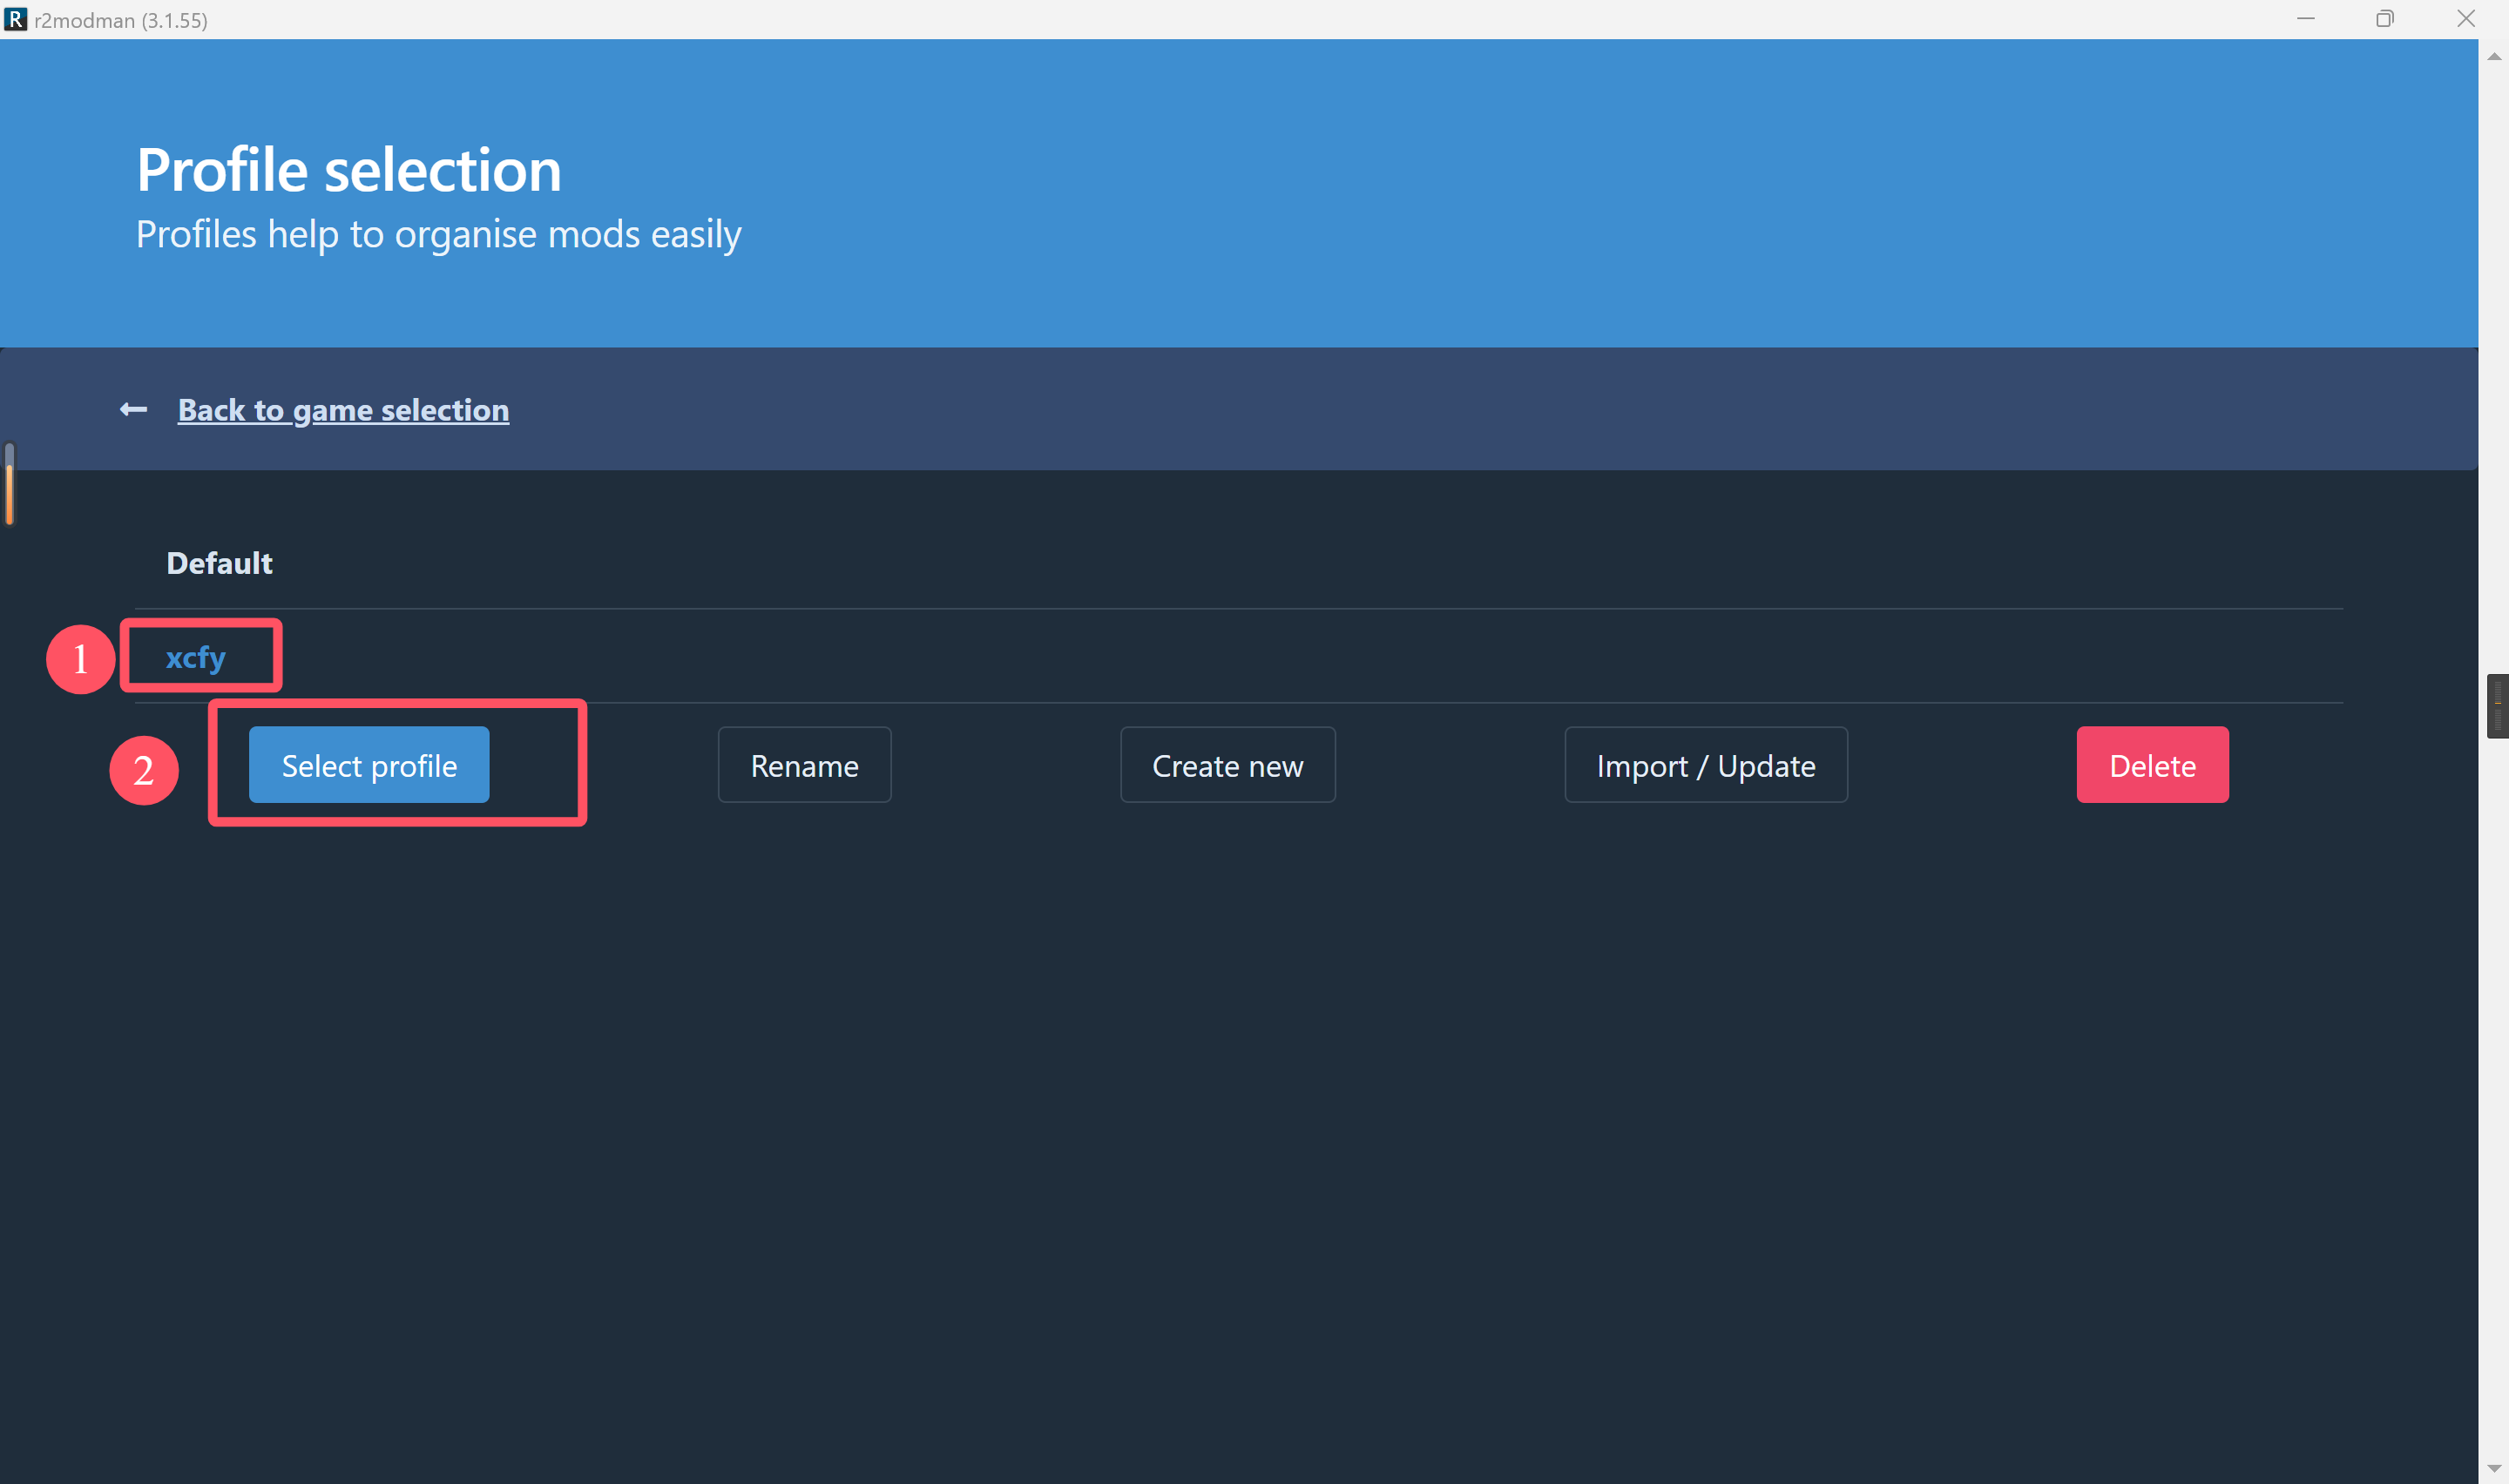 R r2modman (3.1.55)
Profile selection
Profiles help to organise mods easily
Back to game selection
Default
1 xcfy
2 Select profile Rename Create new Import / Update Delete